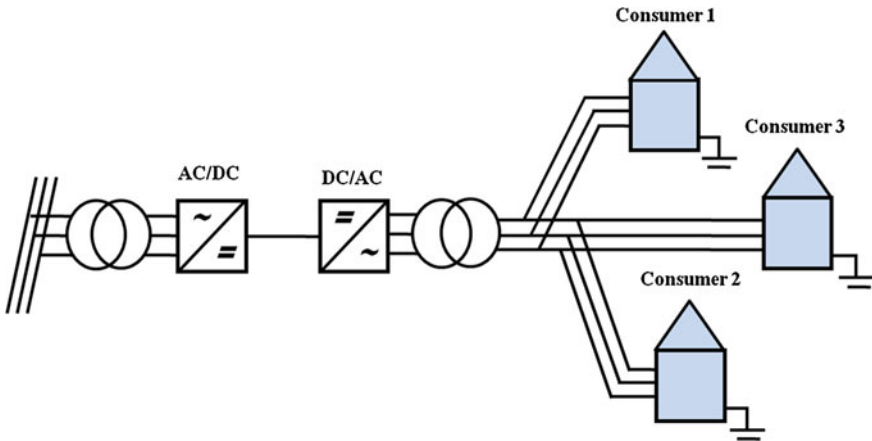 Consumer 1
Consumer 3
AC/DC
DC/AC
Consumer 2